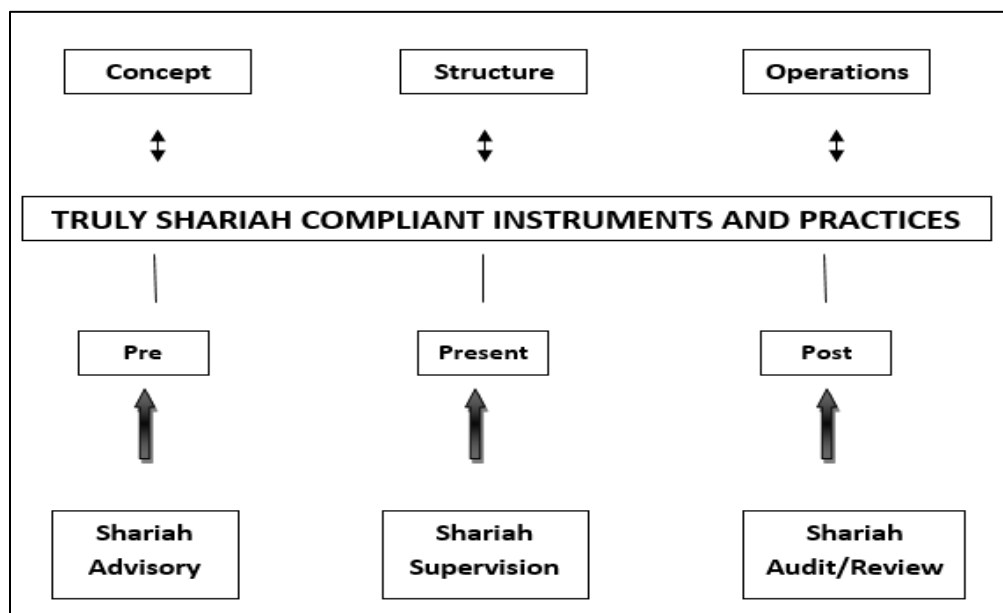 Concept
Structure
Operations
TRULY SHARIAH COMPLIANT INSTRUMENTS AND PRACTICES
Pre
Present
Post
Shariah
Advisory
Shariah
Supervision
Shariah
Audit/Review